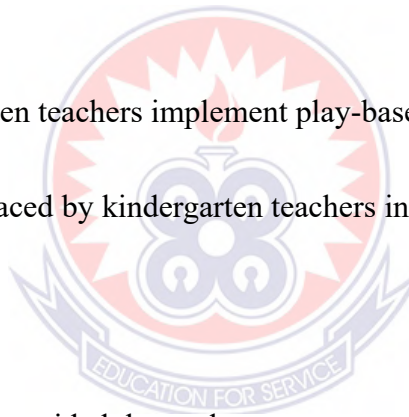 en teachers implement play-base
aced by kindergarten teachers in
EDUCATION FOR SERVICE